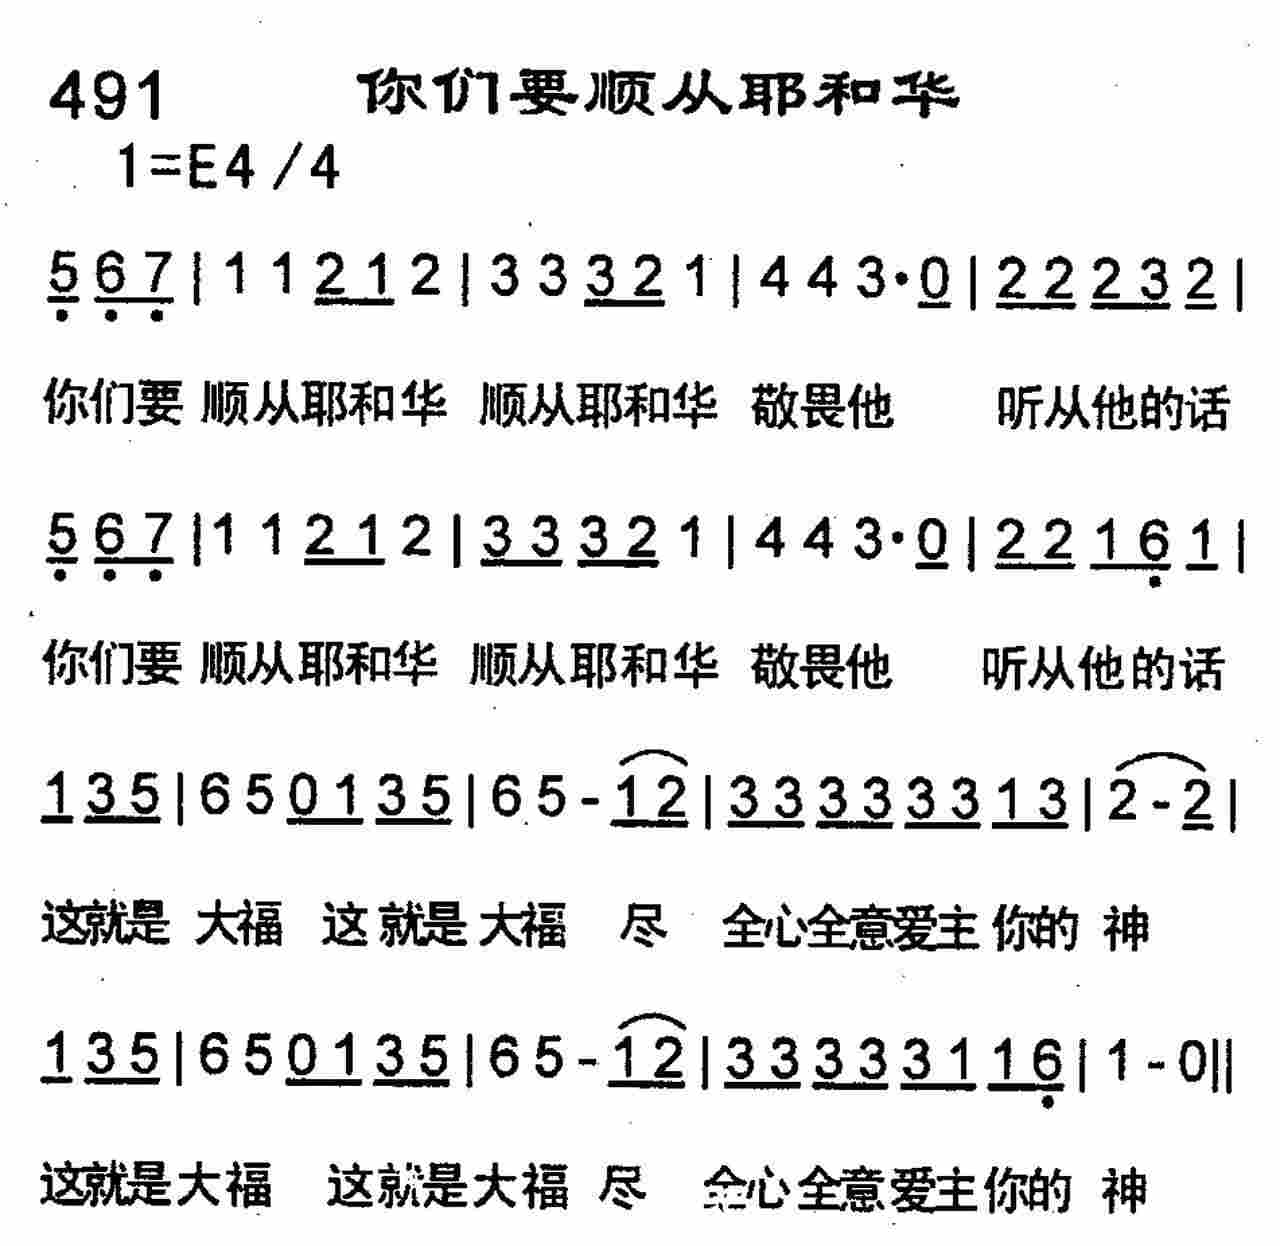 491 你们要顺从耶和华
1=E4/4
5 6 7 | 1 1 2 1 2 | 3 3 3 2 1 | 4 4 3 · 0 | 2 2 2 3 2 |
你们要 顺从耶和华 顺从耶和华 敬畏他 听从他的话
5 6 7 | 1 1 2 1 2 | 3 3 3 2 1 | 4 4 3 · 0 | 2 2 1 6 1 |
你们要 顺从耶和华 顺从耶和华 敬畏他 听从他的话
1 3 5 | 6 5 0 1 3 5 | 6 5 - 1 2 | 3 3 3 3 3 3 1 3 | 2 - 2 |
这就是 大福 这就是大福 尽 全心全意爱主你的 神
1 3 5 | 6 5 0 1 3 5 | 6 5 - 1 2 | 3 3 3 3 3 1 1 6 | 1 - 0 ||
这就是大福 这就是大福 尽 全心全意爱主你的 神